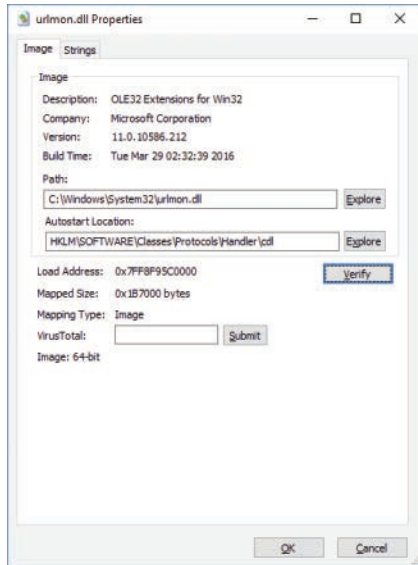 urlmon.dll Properties
Image Strings
Image
Description: OLE32 Extensions for Win32
Company: Microsoft Corporation
Version: 11.0.10586.212
Build Time: Tue Mar 29 02:32:39 2016
Path:
C:\Windows\System32\urlmon.dll Explore
Autostart Location:
HKLM\SOFTWARE\Classes\Protocols\Handler\cdl Explore
Load Address: 0x7FF8F95C0000 Verify
Mapped Size: 0x1B7000 bytes
Mapping Type: Image
VirusTotal: Submit
Image: 64-bit
OK Cancel